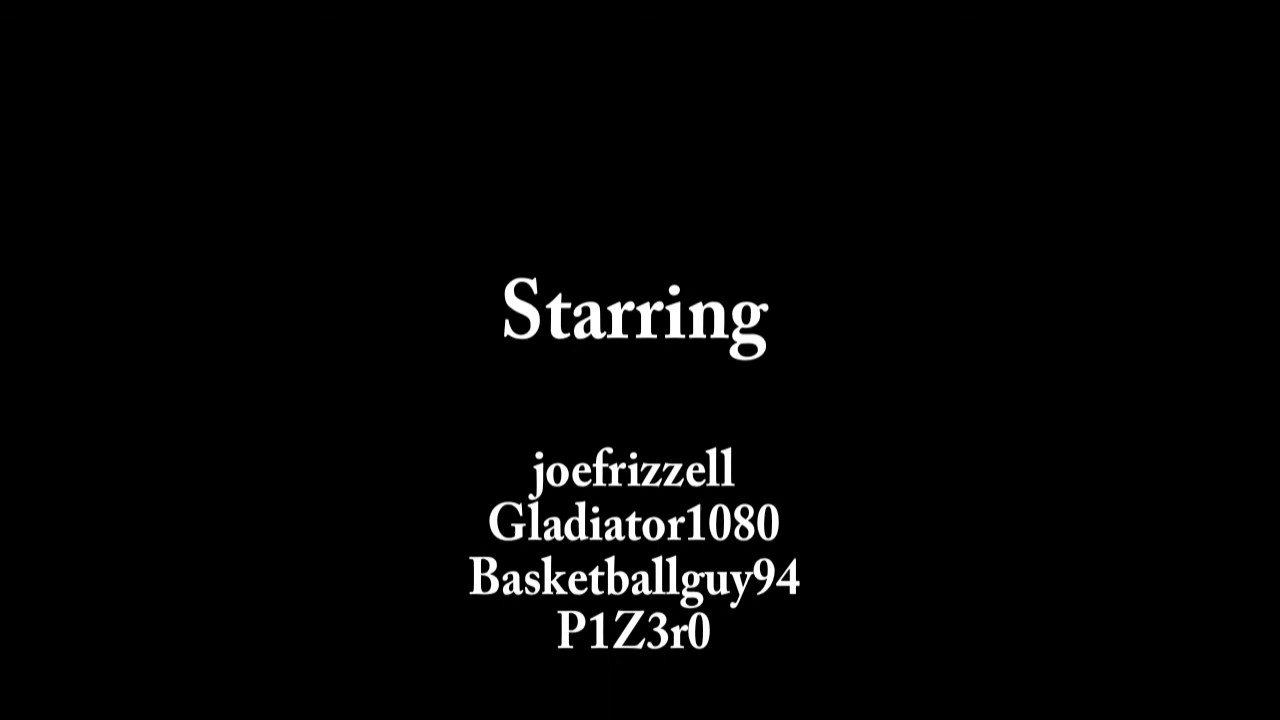 Starring
joefrizzell
Gladiator1080
Basketballguy94
P1Z3r0